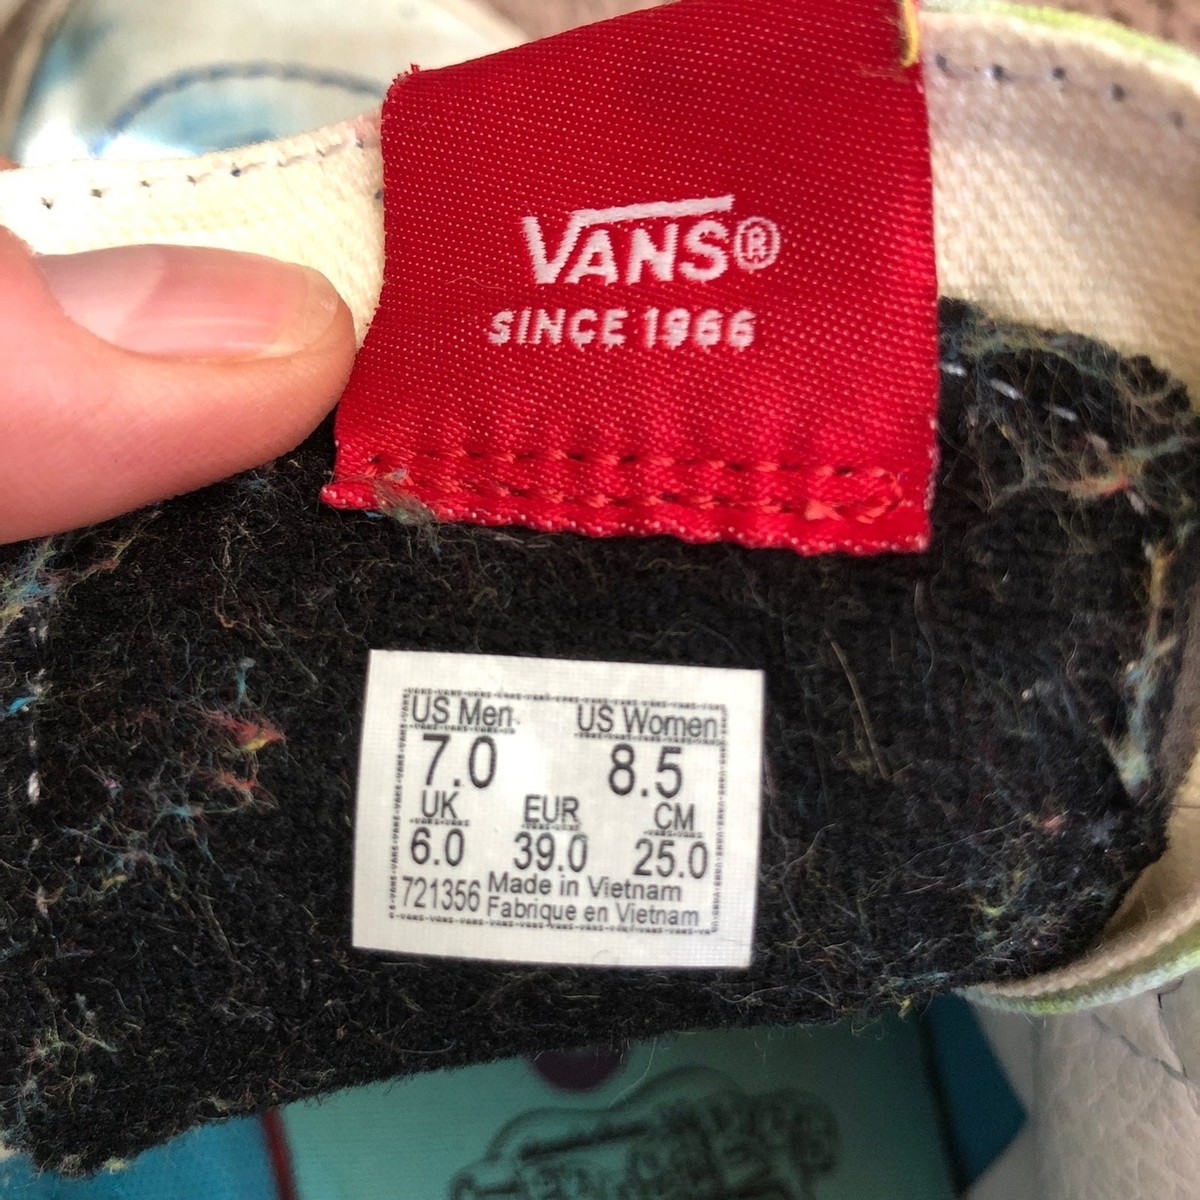 VANS®
SINCE 1966
US Men US Women
7.0 8.5
UK EUR CM
6.0 39.0 25.0
721356 Made in Vietnam
Fabrique en Vietnam